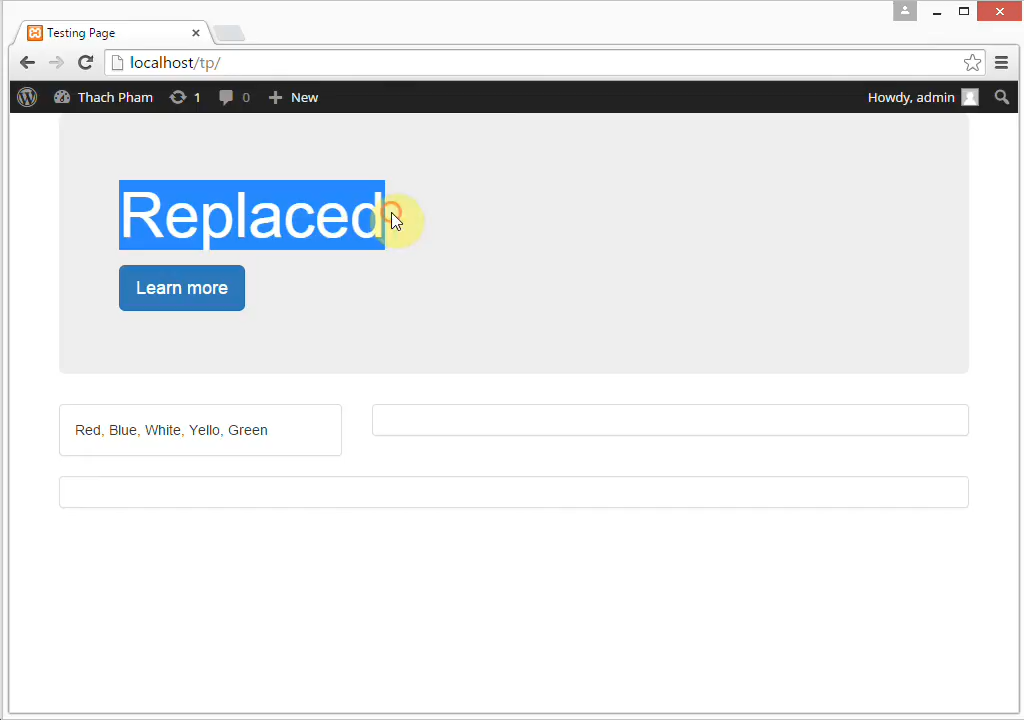 Testing Page
localhost/tp/
Thach Pham 1 0 New Howdy, admin
Replaced
Learn more
Red, Blue, White, Yello, Green